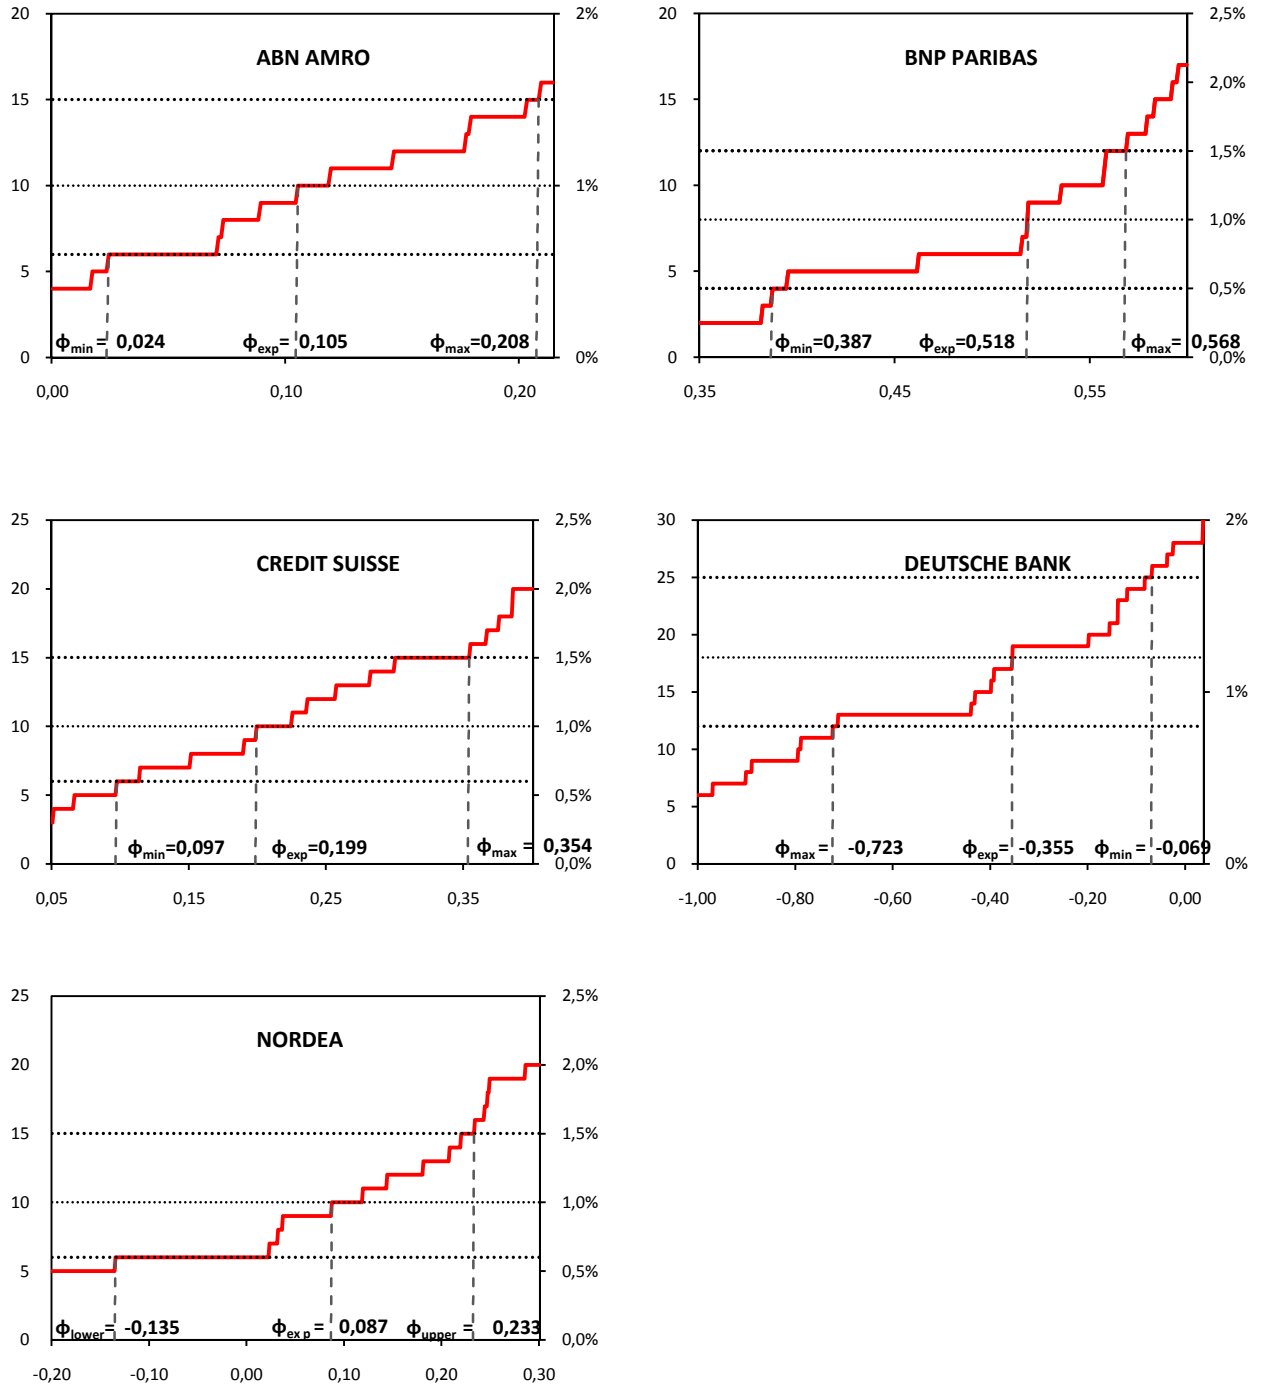 ABN AMRO
20
15
10
5
0
2%
1%
0%
ϕmin = 0,024
ϕexp = 0,105
ϕmax=0,208
0,00 0,10 0,20
BNP PARIBAS
20
15
10
5
0
2,5%
2,0%
1,5%
1,0%
0,5%
0,0%
ϕmin=0,387
ϕexp=0,518
ϕmax= 0,568
0,35 0,45 0,55
CREDIT SUISSE
25
20
15
10
5
0
2,5%
2,0%
1,5%
1,0%
0,5%
0,0%
ϕmin=0,097
ϕexp=0,199
ϕmax = 0,354
0,05 0,15 0,25 0,35
DEUTSCHE BANK
30
25
20
15
10
5
0
2%
1%
0%
ϕmax= -0,723
ϕexp= -0,355
ϕmin= -0,069
-1,00 -0,80 -0,60 -0,40 -0,20 0,00
NORDEA
25
20
15
10
5
0
2,5%
2,0%
1,5%
1,0%
0,5%
0,0%
ϕlower= -0,135
ϕexp = 0,087
ϕupper = 0,233
-0,20 -0,10 0,00 0,10 0,20 0,30